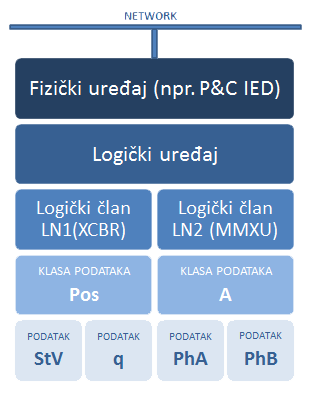 NETWORK
Fizički uređaj (npr. P&C IED)
Logički uređaj
Logički član
LN1(XCBR)
Logički član
LN2 (MMXU)
KLASA PODATAKA
Pos
KLASA PODATAKA
A
PODATAK
StV
PODATAK
q
PODATAK
PhA
PODATAK
PhB